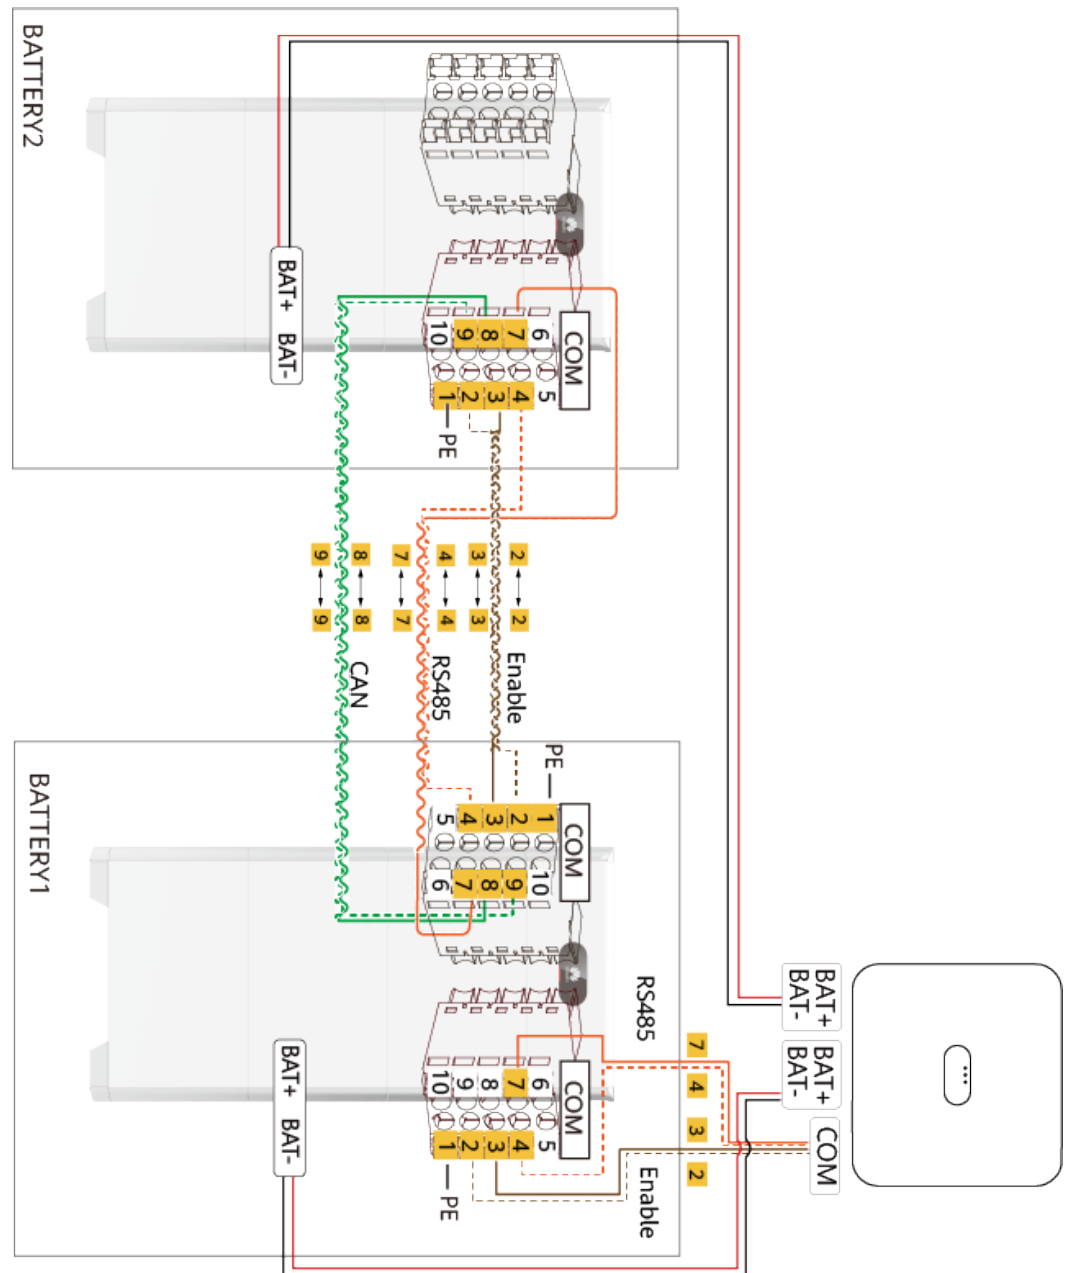 BATTERY2
BAT+ BAT-
10 9 8 7 6
COM
1 2 3 4 5
PE
9 8 7 4 3 2
9 8 7 4 3 2
CAN
RS485
Enable
BATTERY1
PE
5 4 3 2 1
COM
6 7 8 9 10
BAT+ BAT-
10 9 8 7 6
COM
1 2 3 4 5
PE
RS485
7
4
3
2
Enable
BAT+
BAT-
BAT+
BAT-
COM